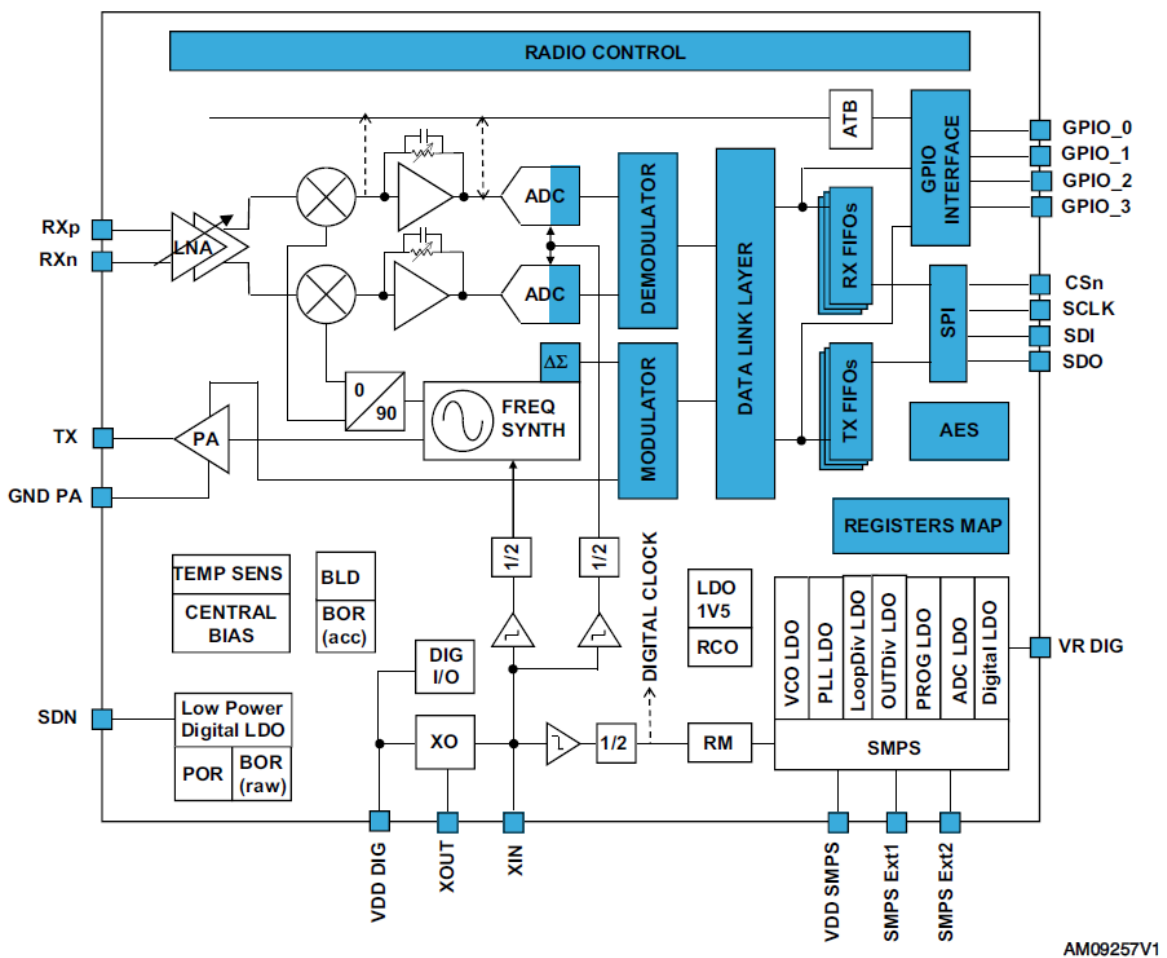 RADIO CONTROL
ATB
GPIO
INTERFACE
GPIO_0
GPIO_1
GPIO_2
GPIO_3
RXp
RXn
LNA
ADC
ADC
DEMODULATOR
DATA LINK LAYER
RX FIFOs
SPI
CSn
SCLK
SDI
SDO
ΔΣ
MODULATOR
TX FIFOs
AES
0
90
FREQ
SYNTH
TX
PA
GND PA
REGISTERS MAP
1/2
1/2
TEMP SENS
CENTRAL
BIAS
BLD
BOR
(acc)
DIGITAL CLOCK
LDO
1V5
RCO
VCO LDO
PLL LDO
LoopDiv LDO
OUTDiv LDO
PROG LDO
ADC LDO
Digital LDO
VR DIG
DIG
I/O
SDN
Low Power
Digital LDO
POR
BOR
(raw)
XO
1/2
RM
SMPS
VDD DIG
XOUT
XIN
VDD SMPS
SMPS Ext1
SMPS Ext2
AM09257V1